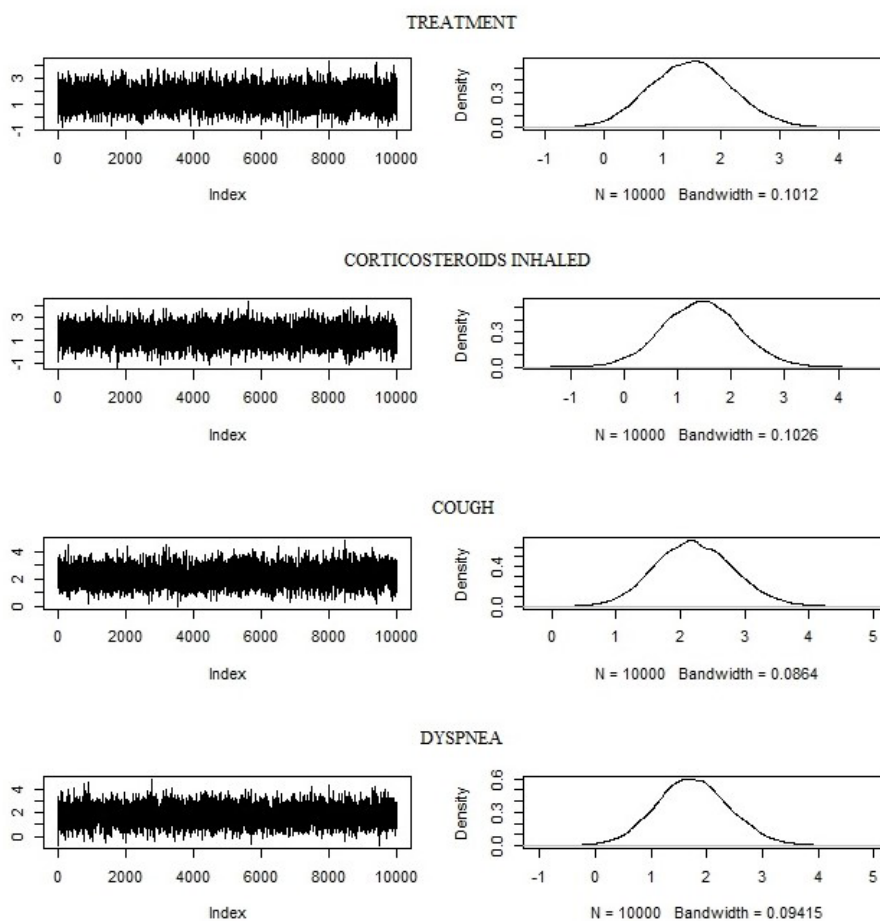 TREATMENT
3
1
-1
0 2000 4000 6000 8000 10000
Index
Density
0.3
0.0
-1 0 1 2 3 4
N = 10000 Bandwidth = 0.1012
CORTICOSTEROIDS INHALED
3
1
-1
0 2000 4000 6000 8000 10000
Index
Density
0.3
0.0
-1 0 1 2 3 4
N = 10000 Bandwidth = 0.1026
COUGH
4
2
0
0 2000 4000 6000 8000 10000
Index
Density
0.4
0.0
0 1 2 3 4 5
N = 10000 Bandwidth = 0.0864
DYSPNEA
4
2
0
0 2000 4000 6000 8000 10000
Index
Density
0.6
0.3
0.0
-1 0 1 2 3 4 5
N = 10000 Bandwidth = 0.09415